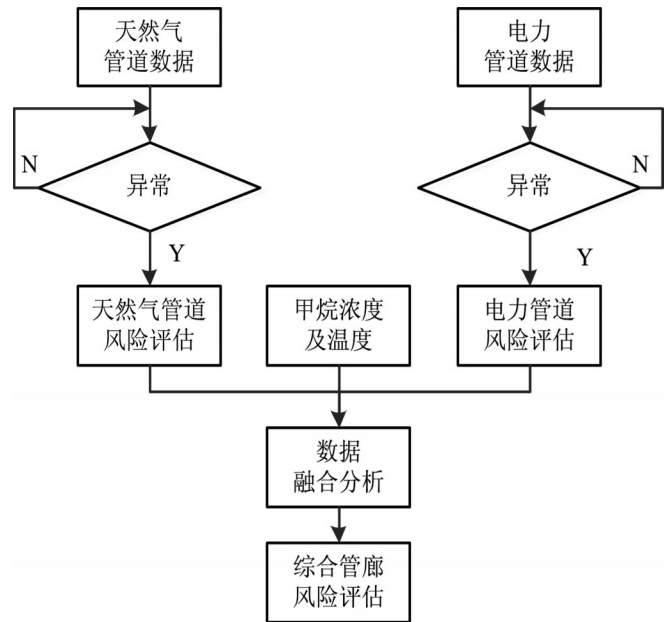 天然气
管道数据
电力
管道数据
N
异常
异常
N
Y
Y
天然气管道
风险评估
甲烷浓度
及温度
电力管道
风险评估
数据
融合分析
综合管廊
风险评估